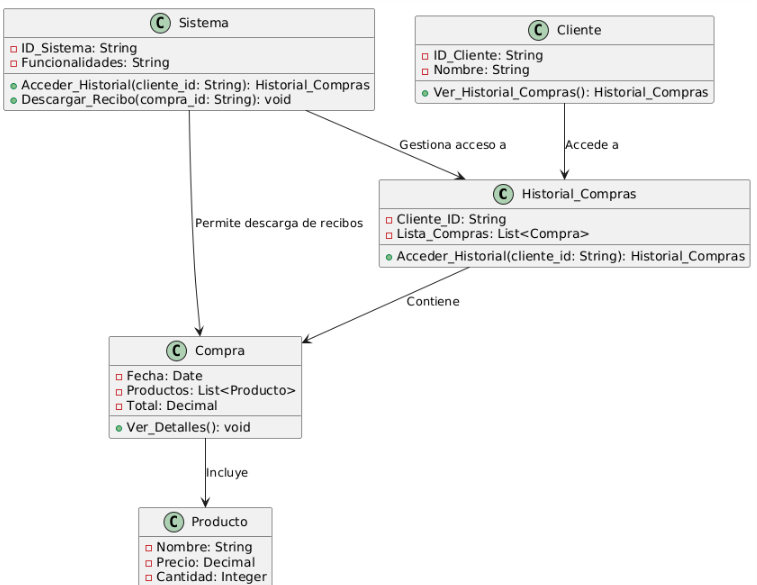 C Sistema
ID_Sistema: String
Funcionalidades: String
Acceder_Historial(cliente_id: String): Historial_Compras
Descargar_Recibo(compra_id: String): void
C Cliente
ID_Cliente: String
Nombre: String
Ver_Historial_Compras(): Historial_Compras
Gestiona acceso a
Accede a
C Historial_Compras
Cliente_ID: String
Lista_Compras: List<Compra>
Acceder_Historial(cliente_id: String): Historial_Compras
Permite descarga de recibos
Contiene
C Compra
Fecha: Date
Productos: List<Producto>
Total: Decimal
Ver_Detalles(): void
Incluye
C Producto
Nombre: String
Precio: Decimal
Cantidad: Integer